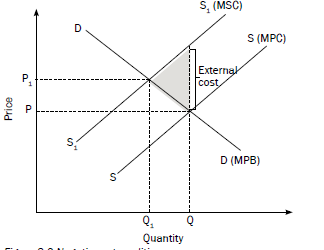 S₁ (MSC)
D
S (MPC)
External
cost
P₁
P
Price
S₁
D (MPB)
S
Q₁
Q
Quantity